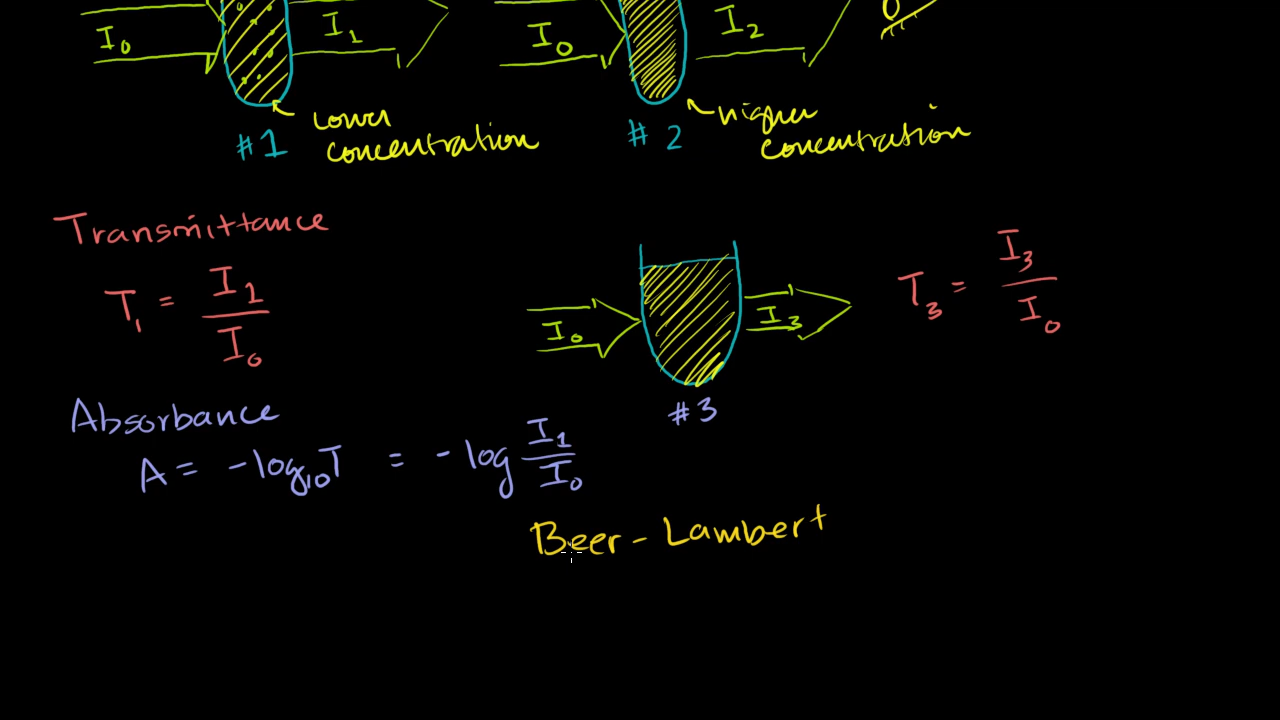 I₀ I₁ I₀ I₂
lower concentration
#1
higher concentration
#2
Transmittance
T₁ = I₁/I₀
I₀ I₃
#3
T₃ = I₃/I₀
Absorbance
A = -log₁₀T = -log I₁/I₀
Beer - Lambert